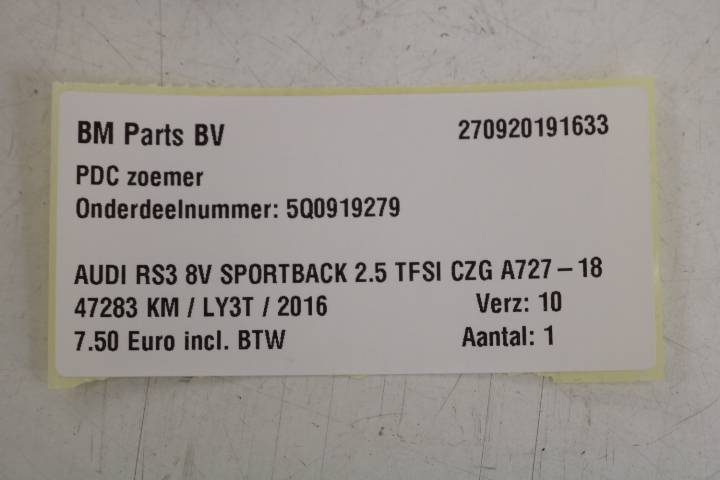 BM Parts BV 270920191633
PDC zoemer
Onderdeelnummer: 5Q0919279
AUDI RS3 8V SPORTBACK 2.5 TFSI CZG A727-18
47283 KM / LY3T / 2016 Verz: 10
7.50 Euro incl. BTW Aantal: 1